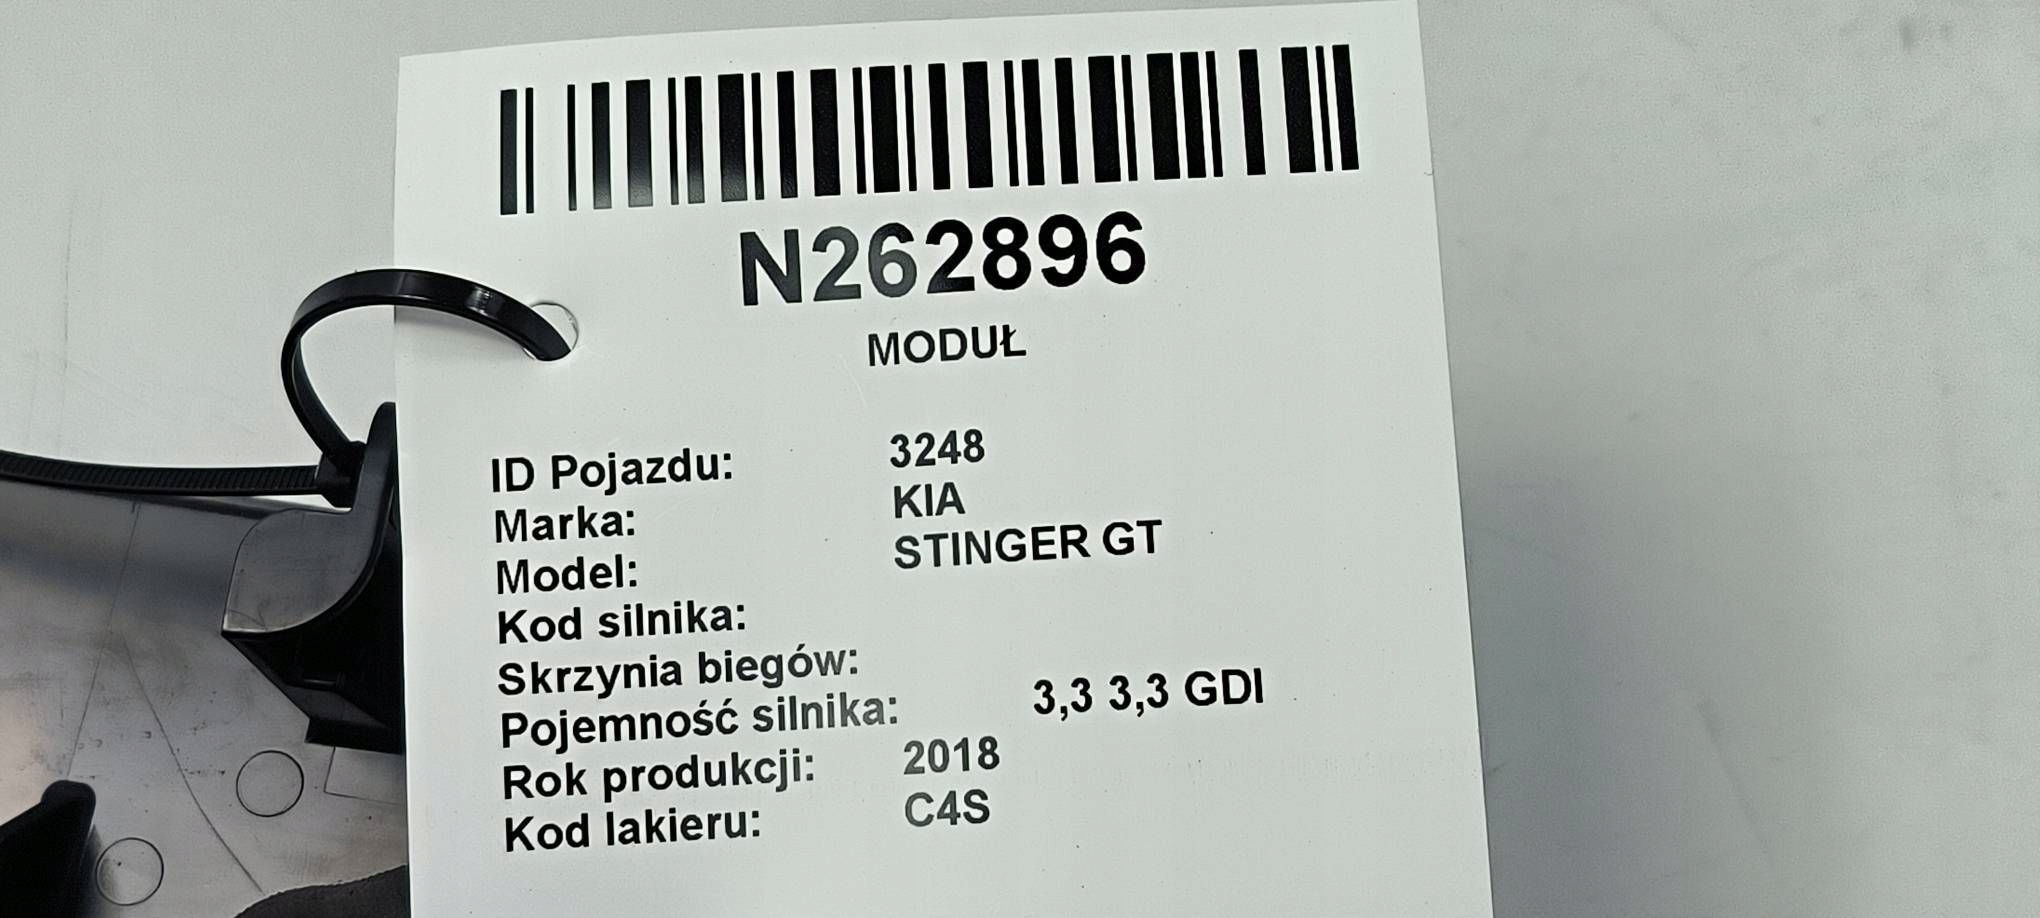 N262896
MODUŁ
ID Pojazdu: 3248
Marka: KIA
Model: STINGER GT
Kod silnika:
Skrzynia biegów:
Pojemność silnika: 3,3 3,3 GDI
Rok produkcji: 2018
Kod lakieru: C4S